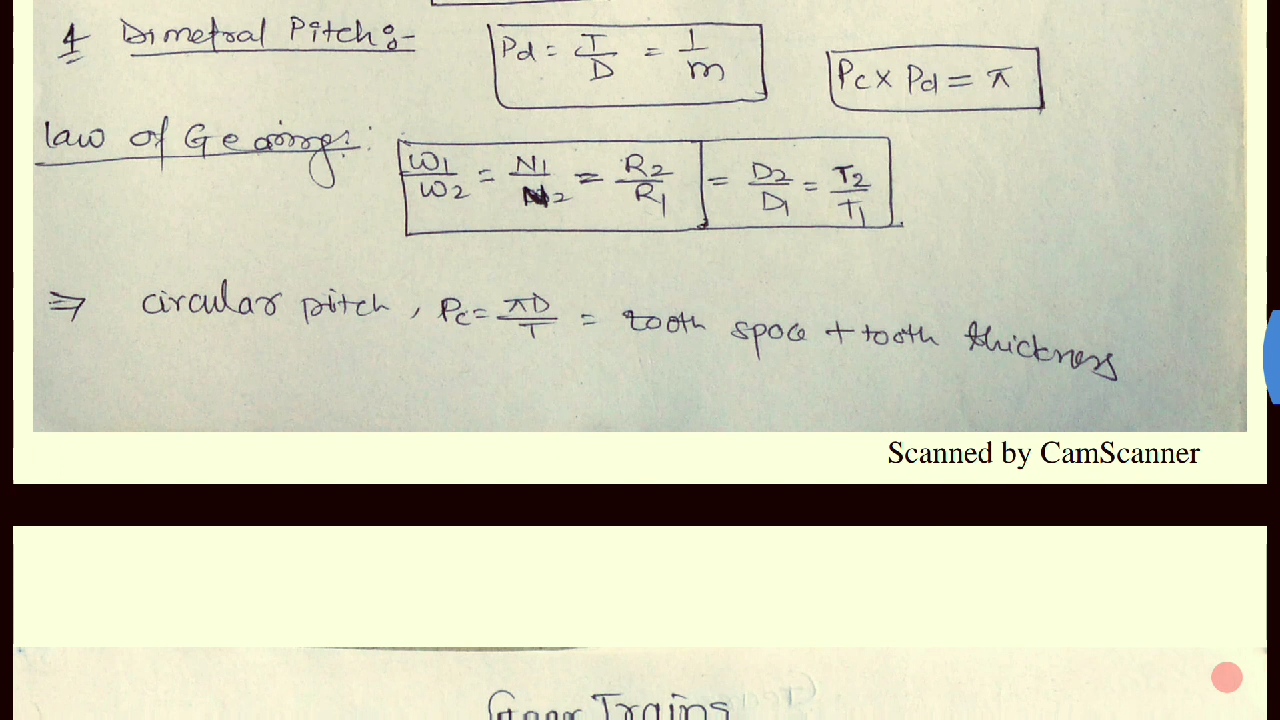 4 Dimetral Pitch:- Pd = T/D = 1/m Pc x Pd = π
law of Gearings: ω1/ω2 = N1/N2 = R2/R1 = D2/D1 = T2/T1
⇒ circular pitch, Pc = πD/T = tooth space + tooth thickness
Scanned by CamScanner
Gear Trains